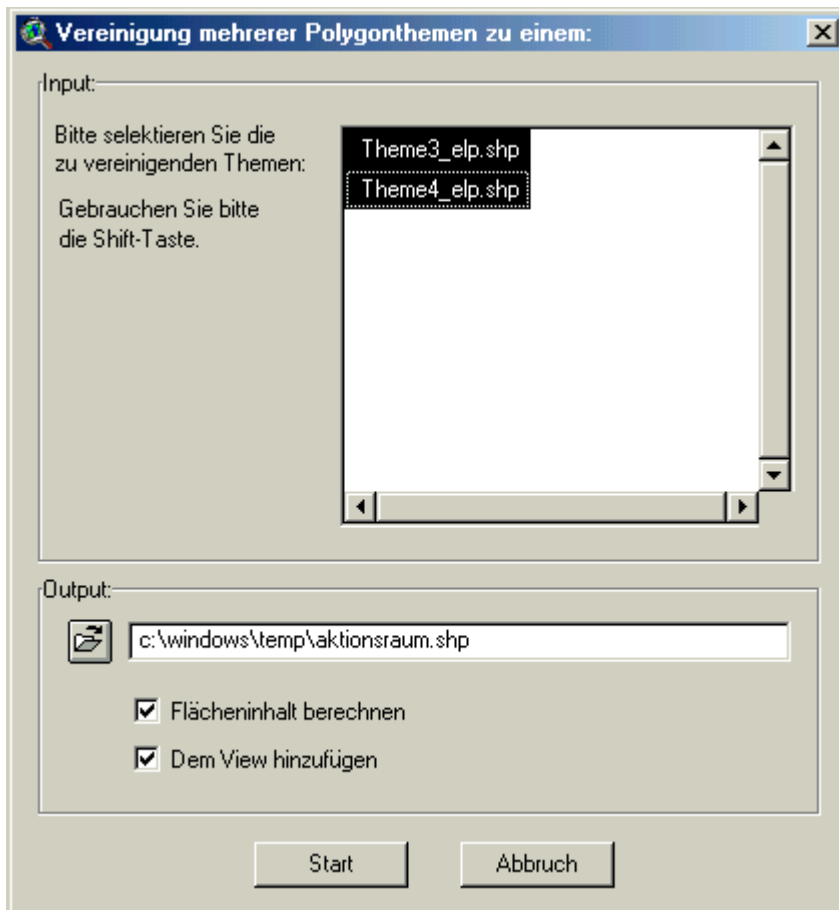 Vereinigung mehrerer Polygonthemen zu einem:
Input:
Bitte selektieren Sie die
zu vereinigenden Themen:
Gebrauchen Sie bitte
die Shift-Taste.
Theme3_elp.shp
Theme4_elp.shp
Output:
c:\windows\temp\aktionsraum.shp
Flächeninhalt berechnen
Dem View hinzufügen
Start
Abbruch